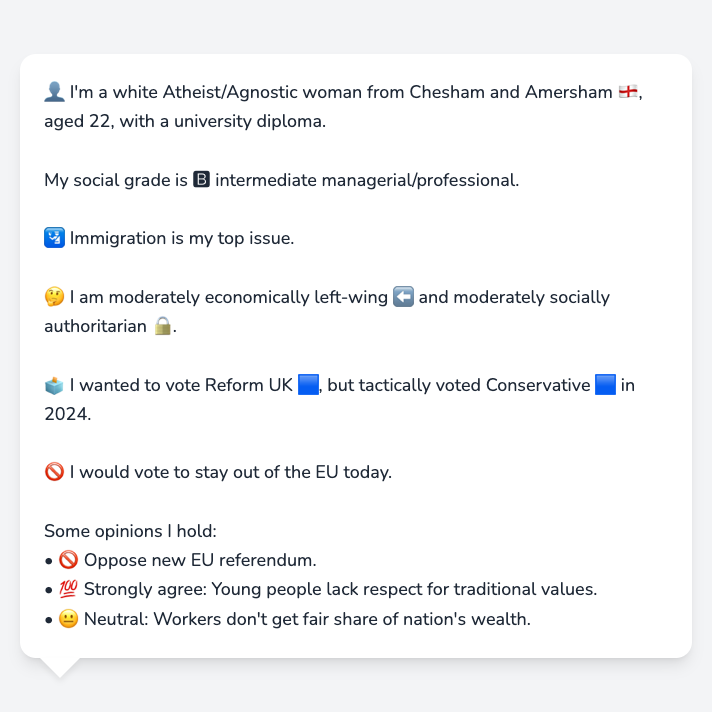 👤 I'm a white Atheist/Agnostic woman from Chesham and Amersham 🏴󠁧󠁢󠁥󠁮󠁧󠁿,
aged 22, with a university diploma.
My social grade is 🅱 intermediate managerial/professional.
🛂 Immigration is my top issue.
🤔 I am moderately economically left-wing ⬅️ and moderately socially
authoritarian 🔒.
🗳️ I wanted to vote Reform UK 🟦, but tactically voted Conservative 🟦 in
2024.
🚫 I would vote to stay out of the EU today.
Some opinions I hold:
• 🚫 Oppose new EU referendum.
• 💯 Strongly agree: Young people lack respect for traditional values.
• 😐 Neutral: Workers don't get fair share of nation's wealth.